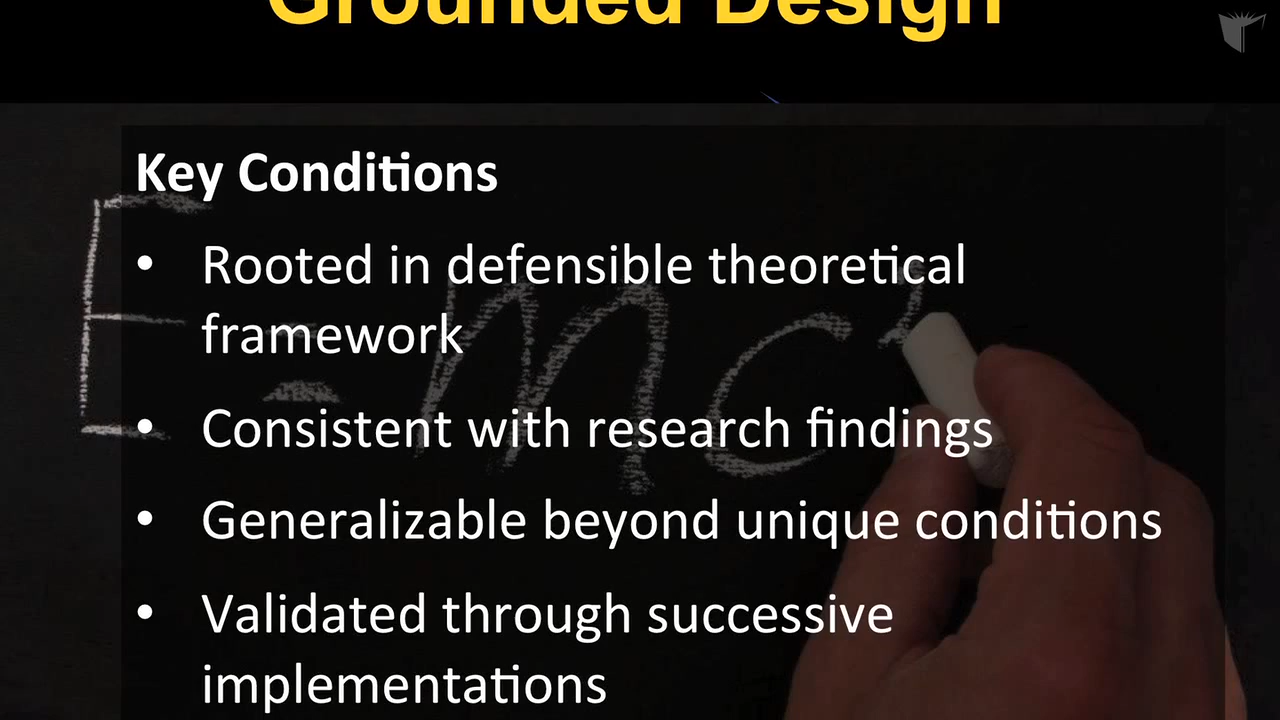 Grounded Design
Key Conditions
• Rooted in defensible theoretical
framework
• Consistent with research findings
• Generalizable beyond unique conditions
• Validated through successive
implementations
E=mc²